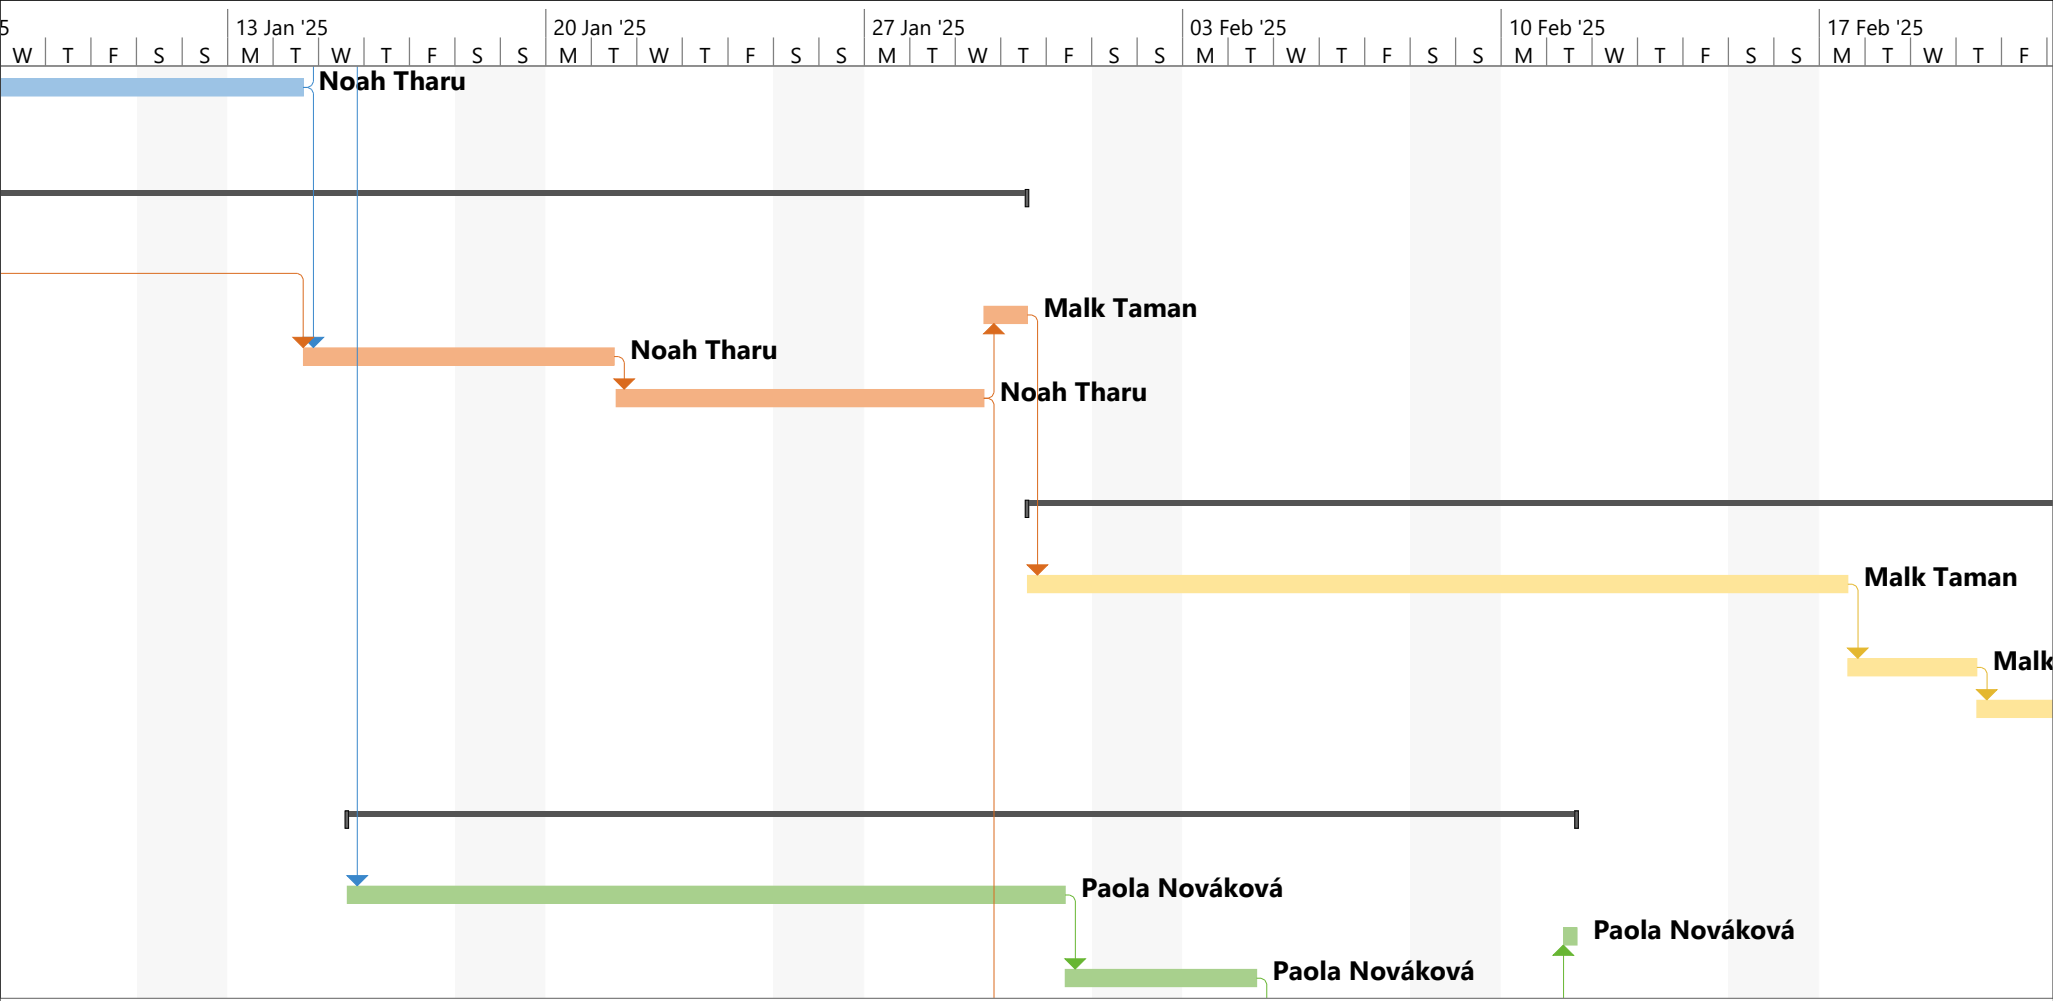 5 13 Jan '25 20 Jan '25 27 Jan '25 03 Feb '25 10 Feb '25 17 Feb '25
W T F S S M T W T F S S M T W T F S S M T W T F S S M T W T F S S M T W T F S S M T W T F
Noah Tharu
Malk Taman
Noah Tharu
Noah Tharu
Malk Taman
Malk
Paola Nováková
Paola Nováková
Paola Nováková